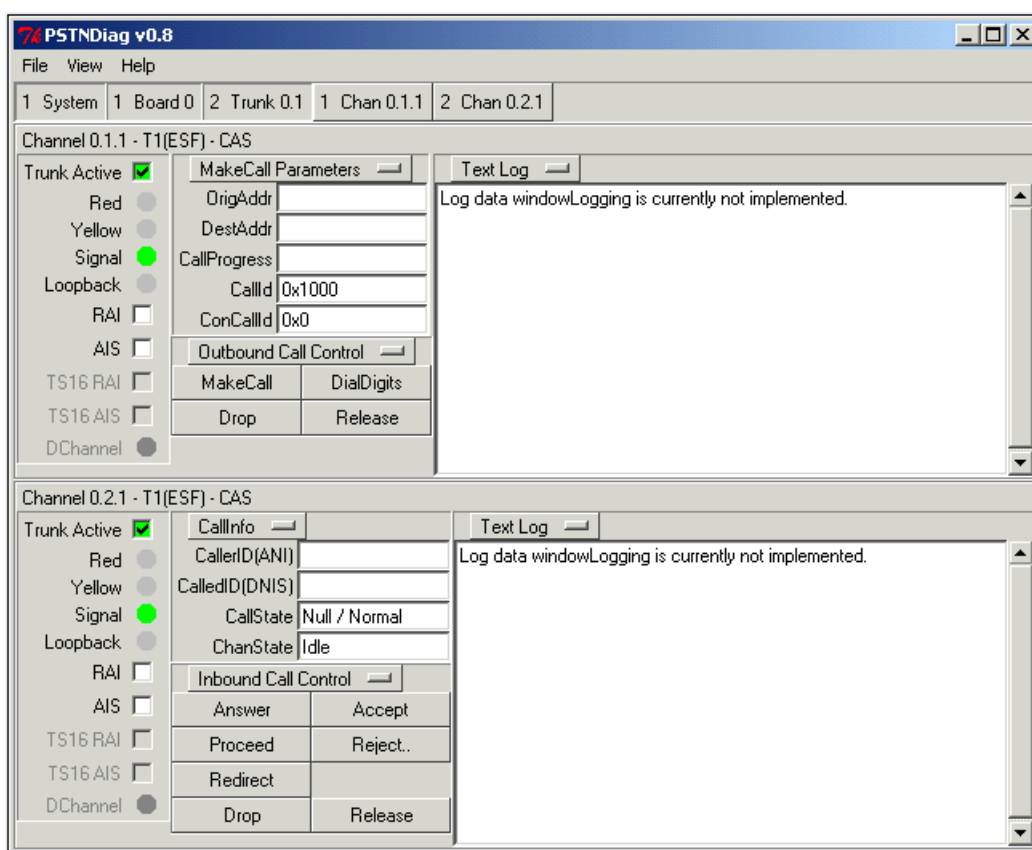 PSTNDiag v0.8
File View Help
1 System 1 Board 0 2 Trunk 0.1 1 Chan 0.1.1 2 Chan 0.2.1
Channel 0.1.1 - T1(ESF) - CAS
Trunk Active
Red
Yellow
Signal
Loopback
RAI
AIS
TS16 RAI
TS16 AIS
DChannel
MakeCall Parameters
OrigAddr
DestAddr
CallProgress
CallId 0x1000
ConCallId 0x0
Outbound Call Control
MakeCall DialDigits
Drop Release
Text Log
Log data windowLogging is currently not implemented.
Channel 0.2.1 - T1(ESF) - CAS
Trunk Active
Red
Yellow
Signal
Loopback
RAI
AIS
TS16 RAI
TS16 AIS
DChannel
CallInfo
CallerID(ANI)
CalledID(DNIS)
CallState Null / Normal
ChanState Idle
Inbound Call Control
Answer Accept
Proceed Reject..
Redirect
Drop Release
Text Log
Log data windowLogging is currently not implemented.